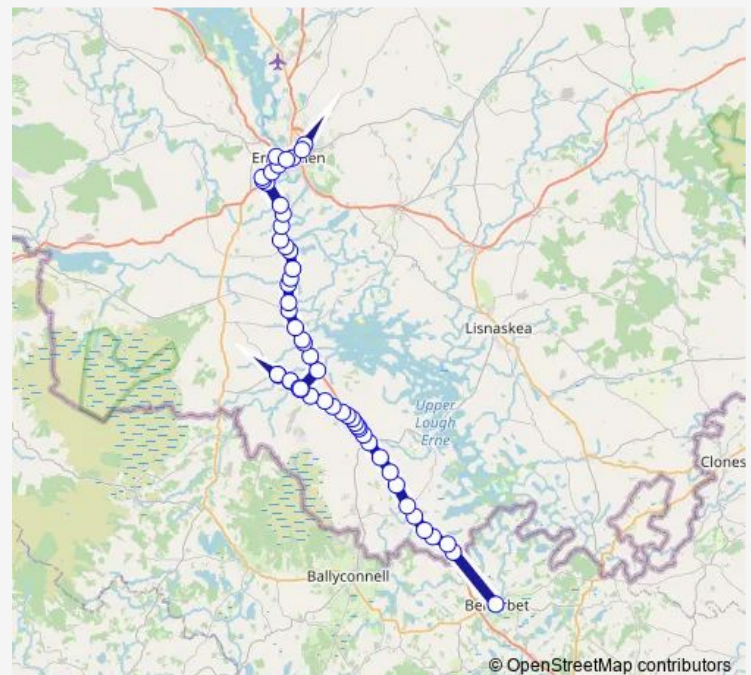 Lisnaskea
Upper
Lough
Erne
Clones
Ballyconnell
© OpenStreetMap contributors